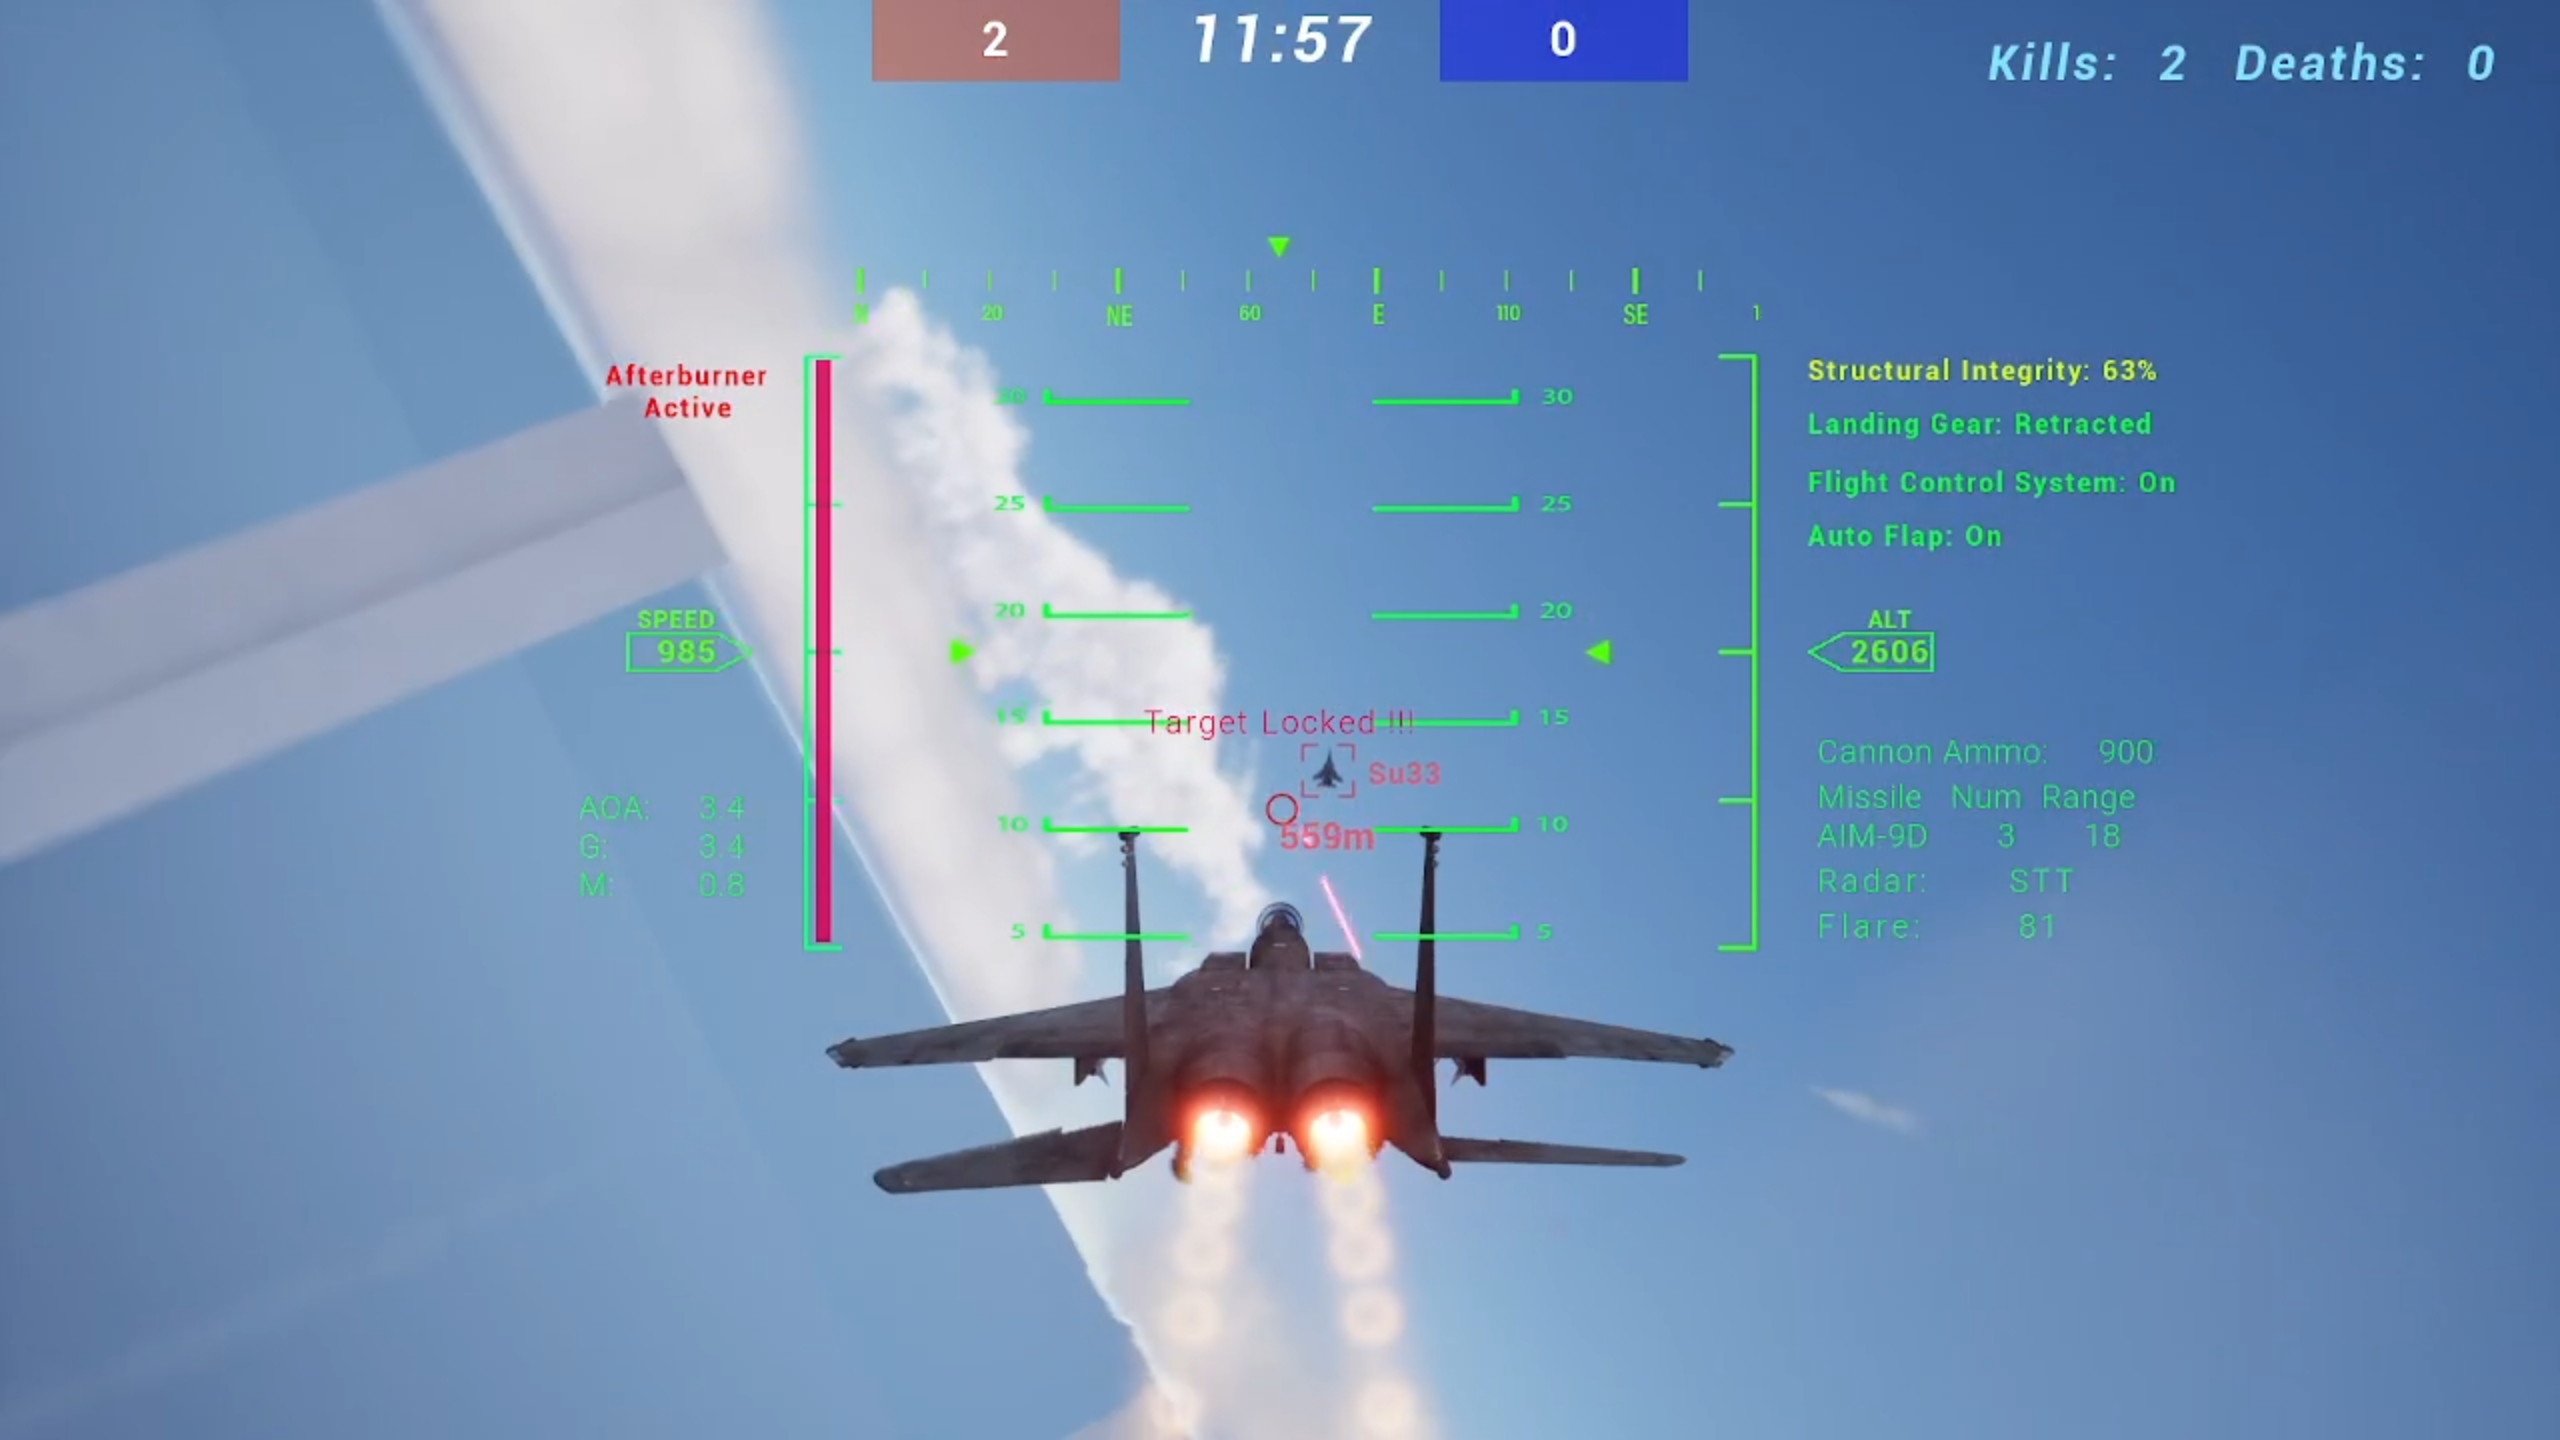 2 11:57 0
Kills: 2 Deaths: 0
N 20 NE 60 E 110 SE 1
Afterburner
Active
Structural Integrity: 63%
Landing Gear: Retracted
Flight Control System: On
Auto Flap: On
30 30
25 25
20 20
SPEED
985
ALT
2606
15 15
Target Locked !!!
Su33
559m
10 10
5 5
AOA: 3.4
G: 3.4
M: 0.8
Cannon Ammo: 900
Missile Num Range
AIM-9D 3 18
Radar: STT
Flare: 81